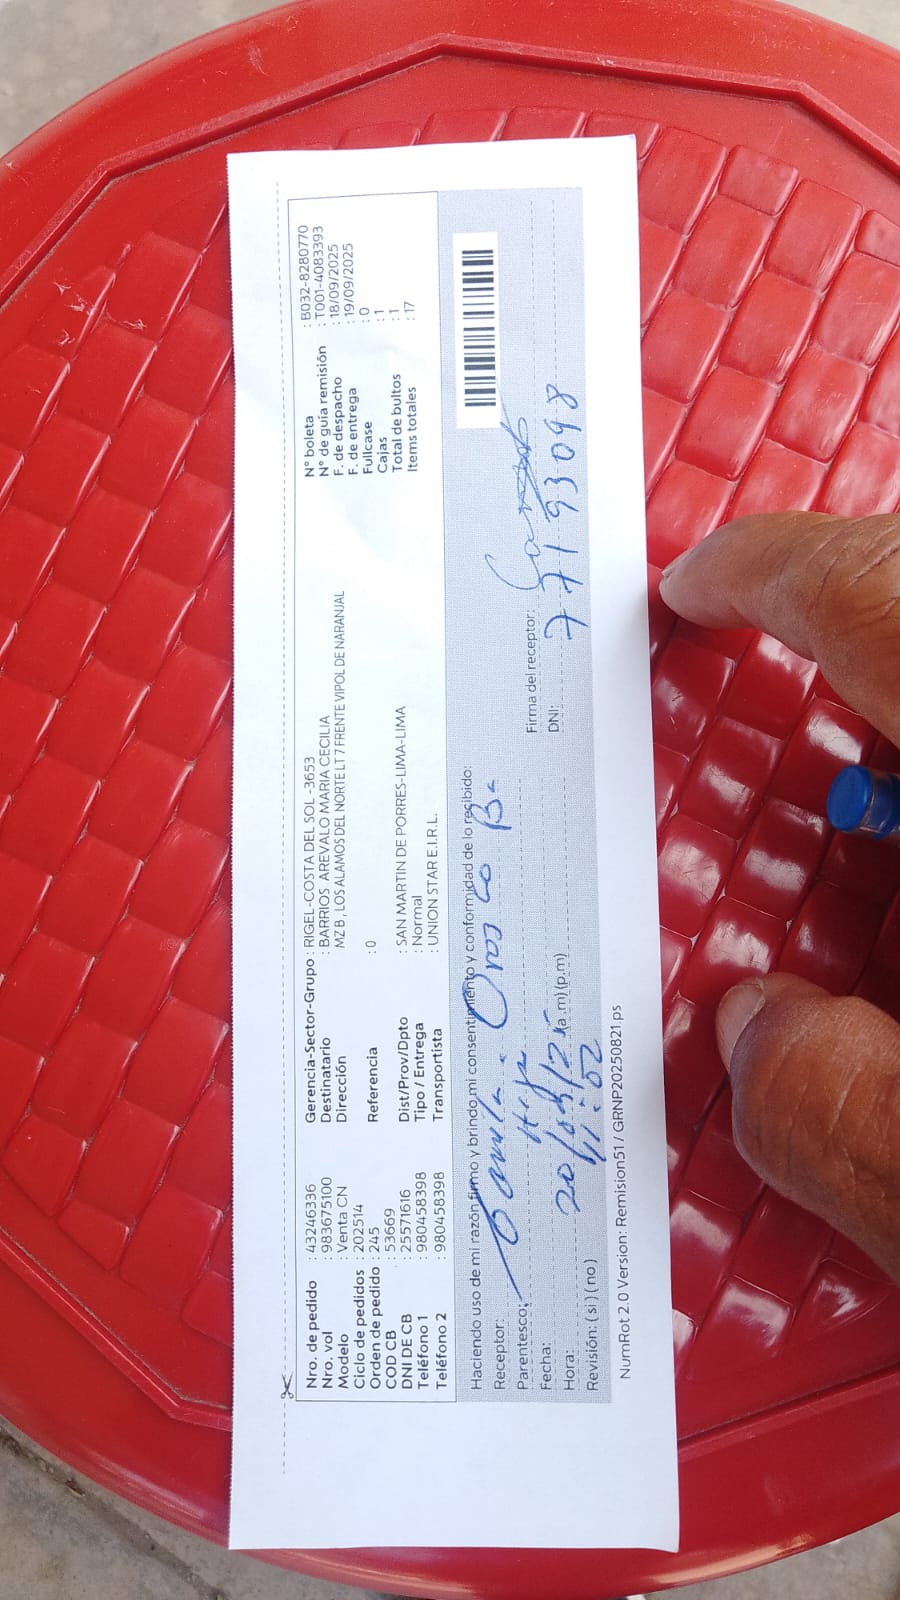 Nro. de pedido : 43246336
Nro. vol : 983675100
Modelo : Venta CN
Ciclo de pedidos : 202514
Orden de pedido : 245
COD CB : 53669
DNI DE CB : 25571616
Teléfono 1 : 980458398
Teléfono 2 : 980458398
Gerencia-Sector-Grupo : RIGEL-COSTA DEL SOL -3653
Destinatario : BARRIOS AREVALO MARIA CECILIA
Dirección MZ B , LOS ALAMOS DEL NORTE LT 7 FRENTE VIPOL DE NARANJAL
Referencia : 0
Dist/Prov/Dpto : SAN MARTIN DE PORRES-LIMA-LIMA
Tipo / Entrega : Normal
Transportista : UNION STAR E.I.R.L.
N° boleta : B032-8280770
N° de guía remisión : T001-4083393
F. de despacho : 18/09/2025
F. de entrega : 19/09/2025
Fullcase : 0
Cajas : 1
Total de bultos : 1
Items totales : 17
Haciendo uso de mi razón firmo y brindo mi consentimiento y conformidad de lo recibido:
Receptor: Orozco Ba
Parentesco:
Fecha: 20/09/25
Hora: 11:52 (a.m) (p.m)
Revisión: ( si ) ( no )
Firma del receptor:
DNI: 77193098
NumRot 2.0 Version: Remision51 / GRNP20250821.ps